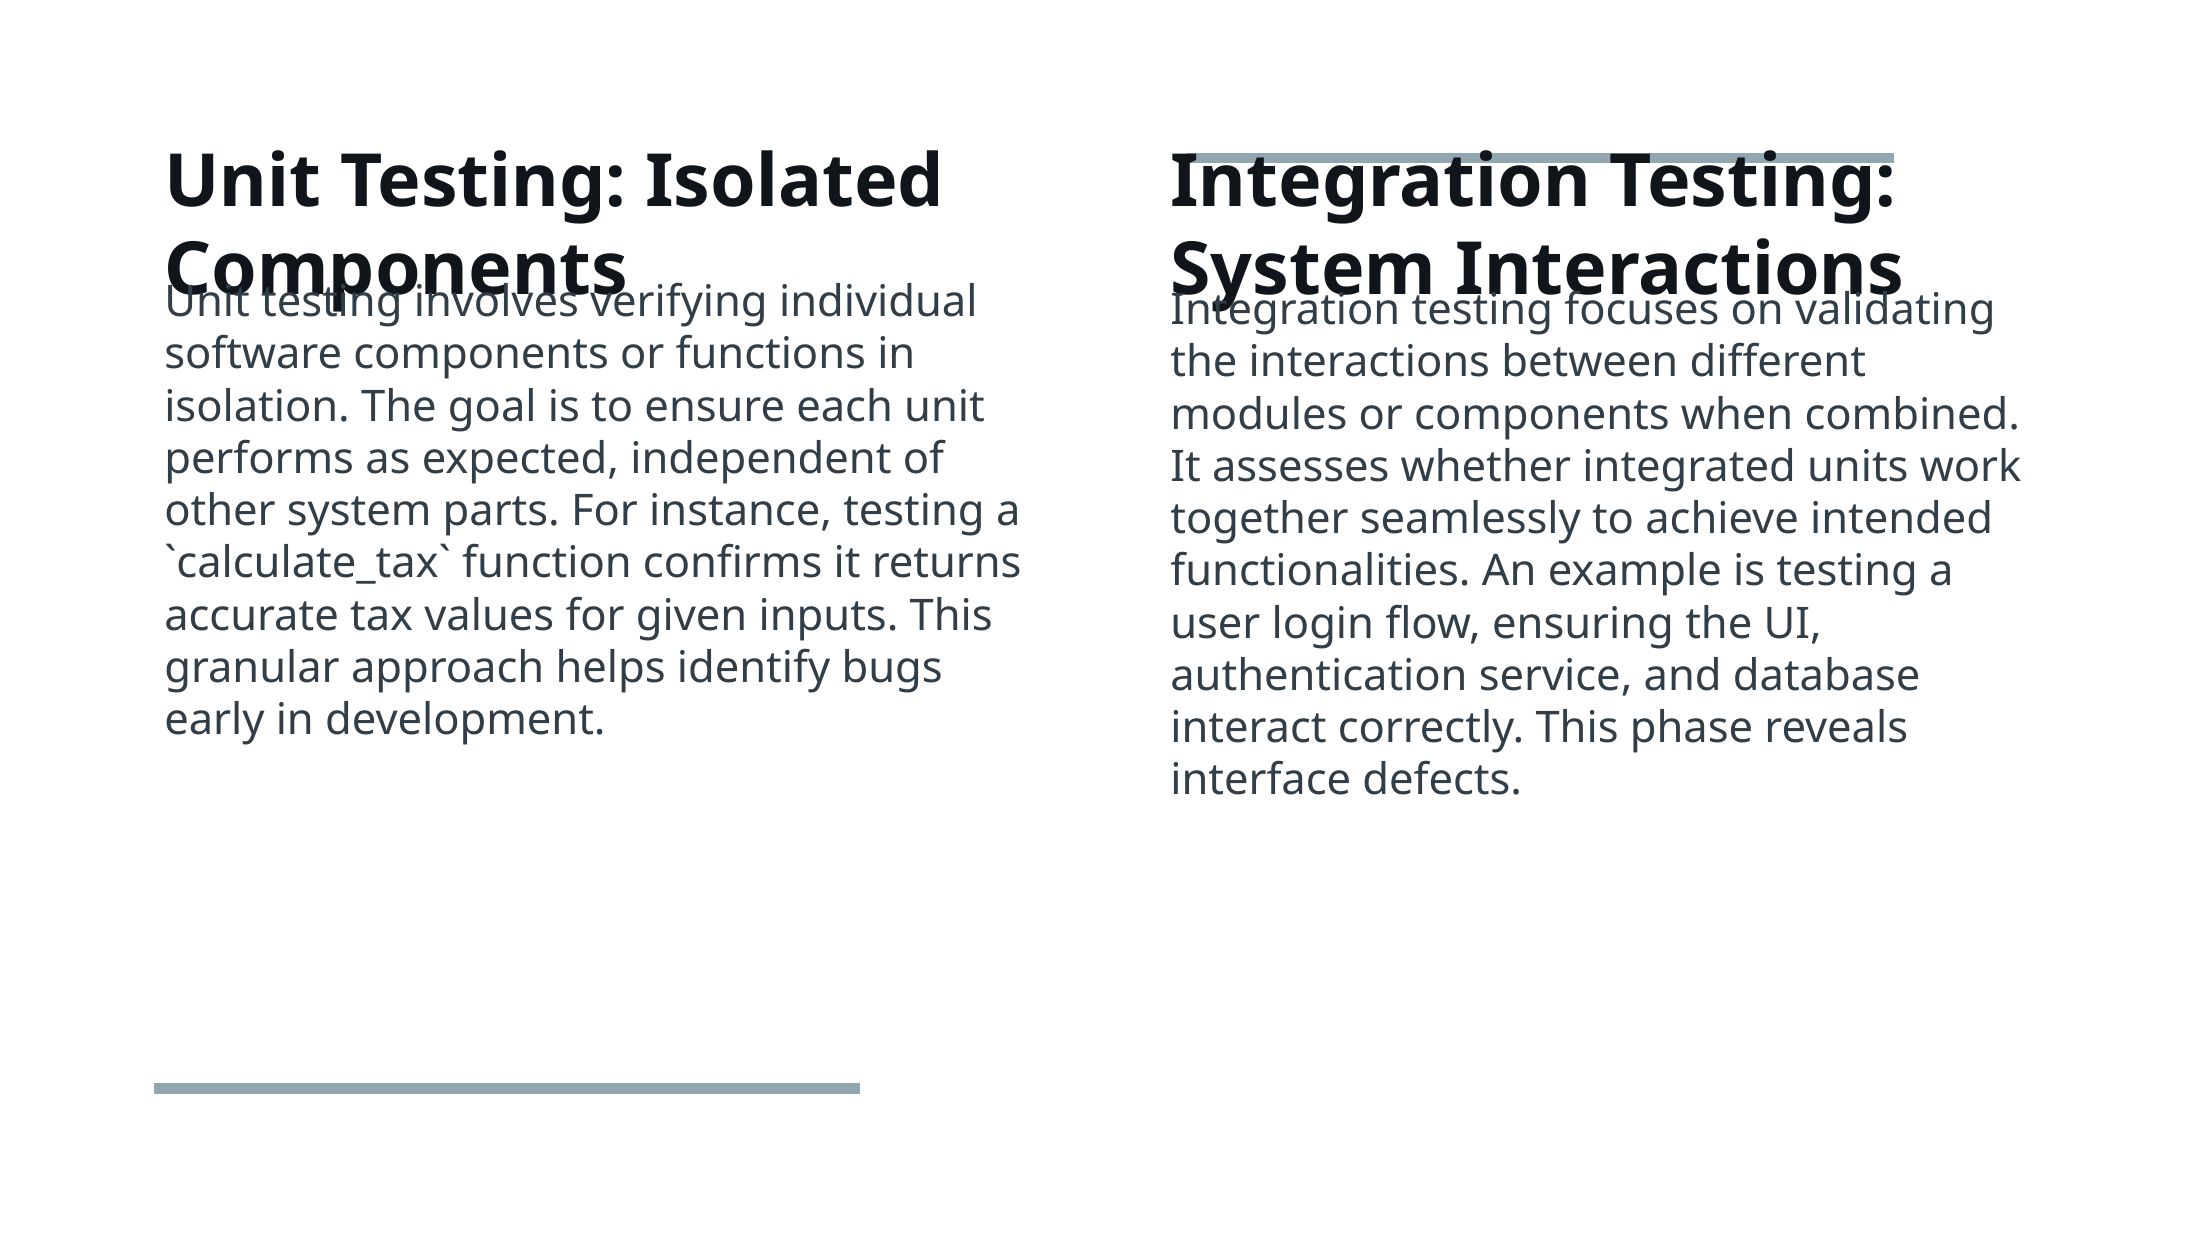 Unit Testing: Isolated
Components
Unit testing involves verifying individual
software components or functions in
isolation. The goal is to ensure each unit
performs as expected, independent of
other system parts. For instance, testing a
`calculate_tax` function confirms it returns
accurate tax values for given inputs. This
granular approach helps identify bugs
early in development.
Integration Testing:
System Interactions
Integration testing focuses on validating
the interactions between different
modules or components when combined.
It assesses whether integrated units work
together seamlessly to achieve intended
functionalities. An example is testing a
user login flow, ensuring the UI,
authentication service, and database
interact correctly. This phase reveals
interface defects.